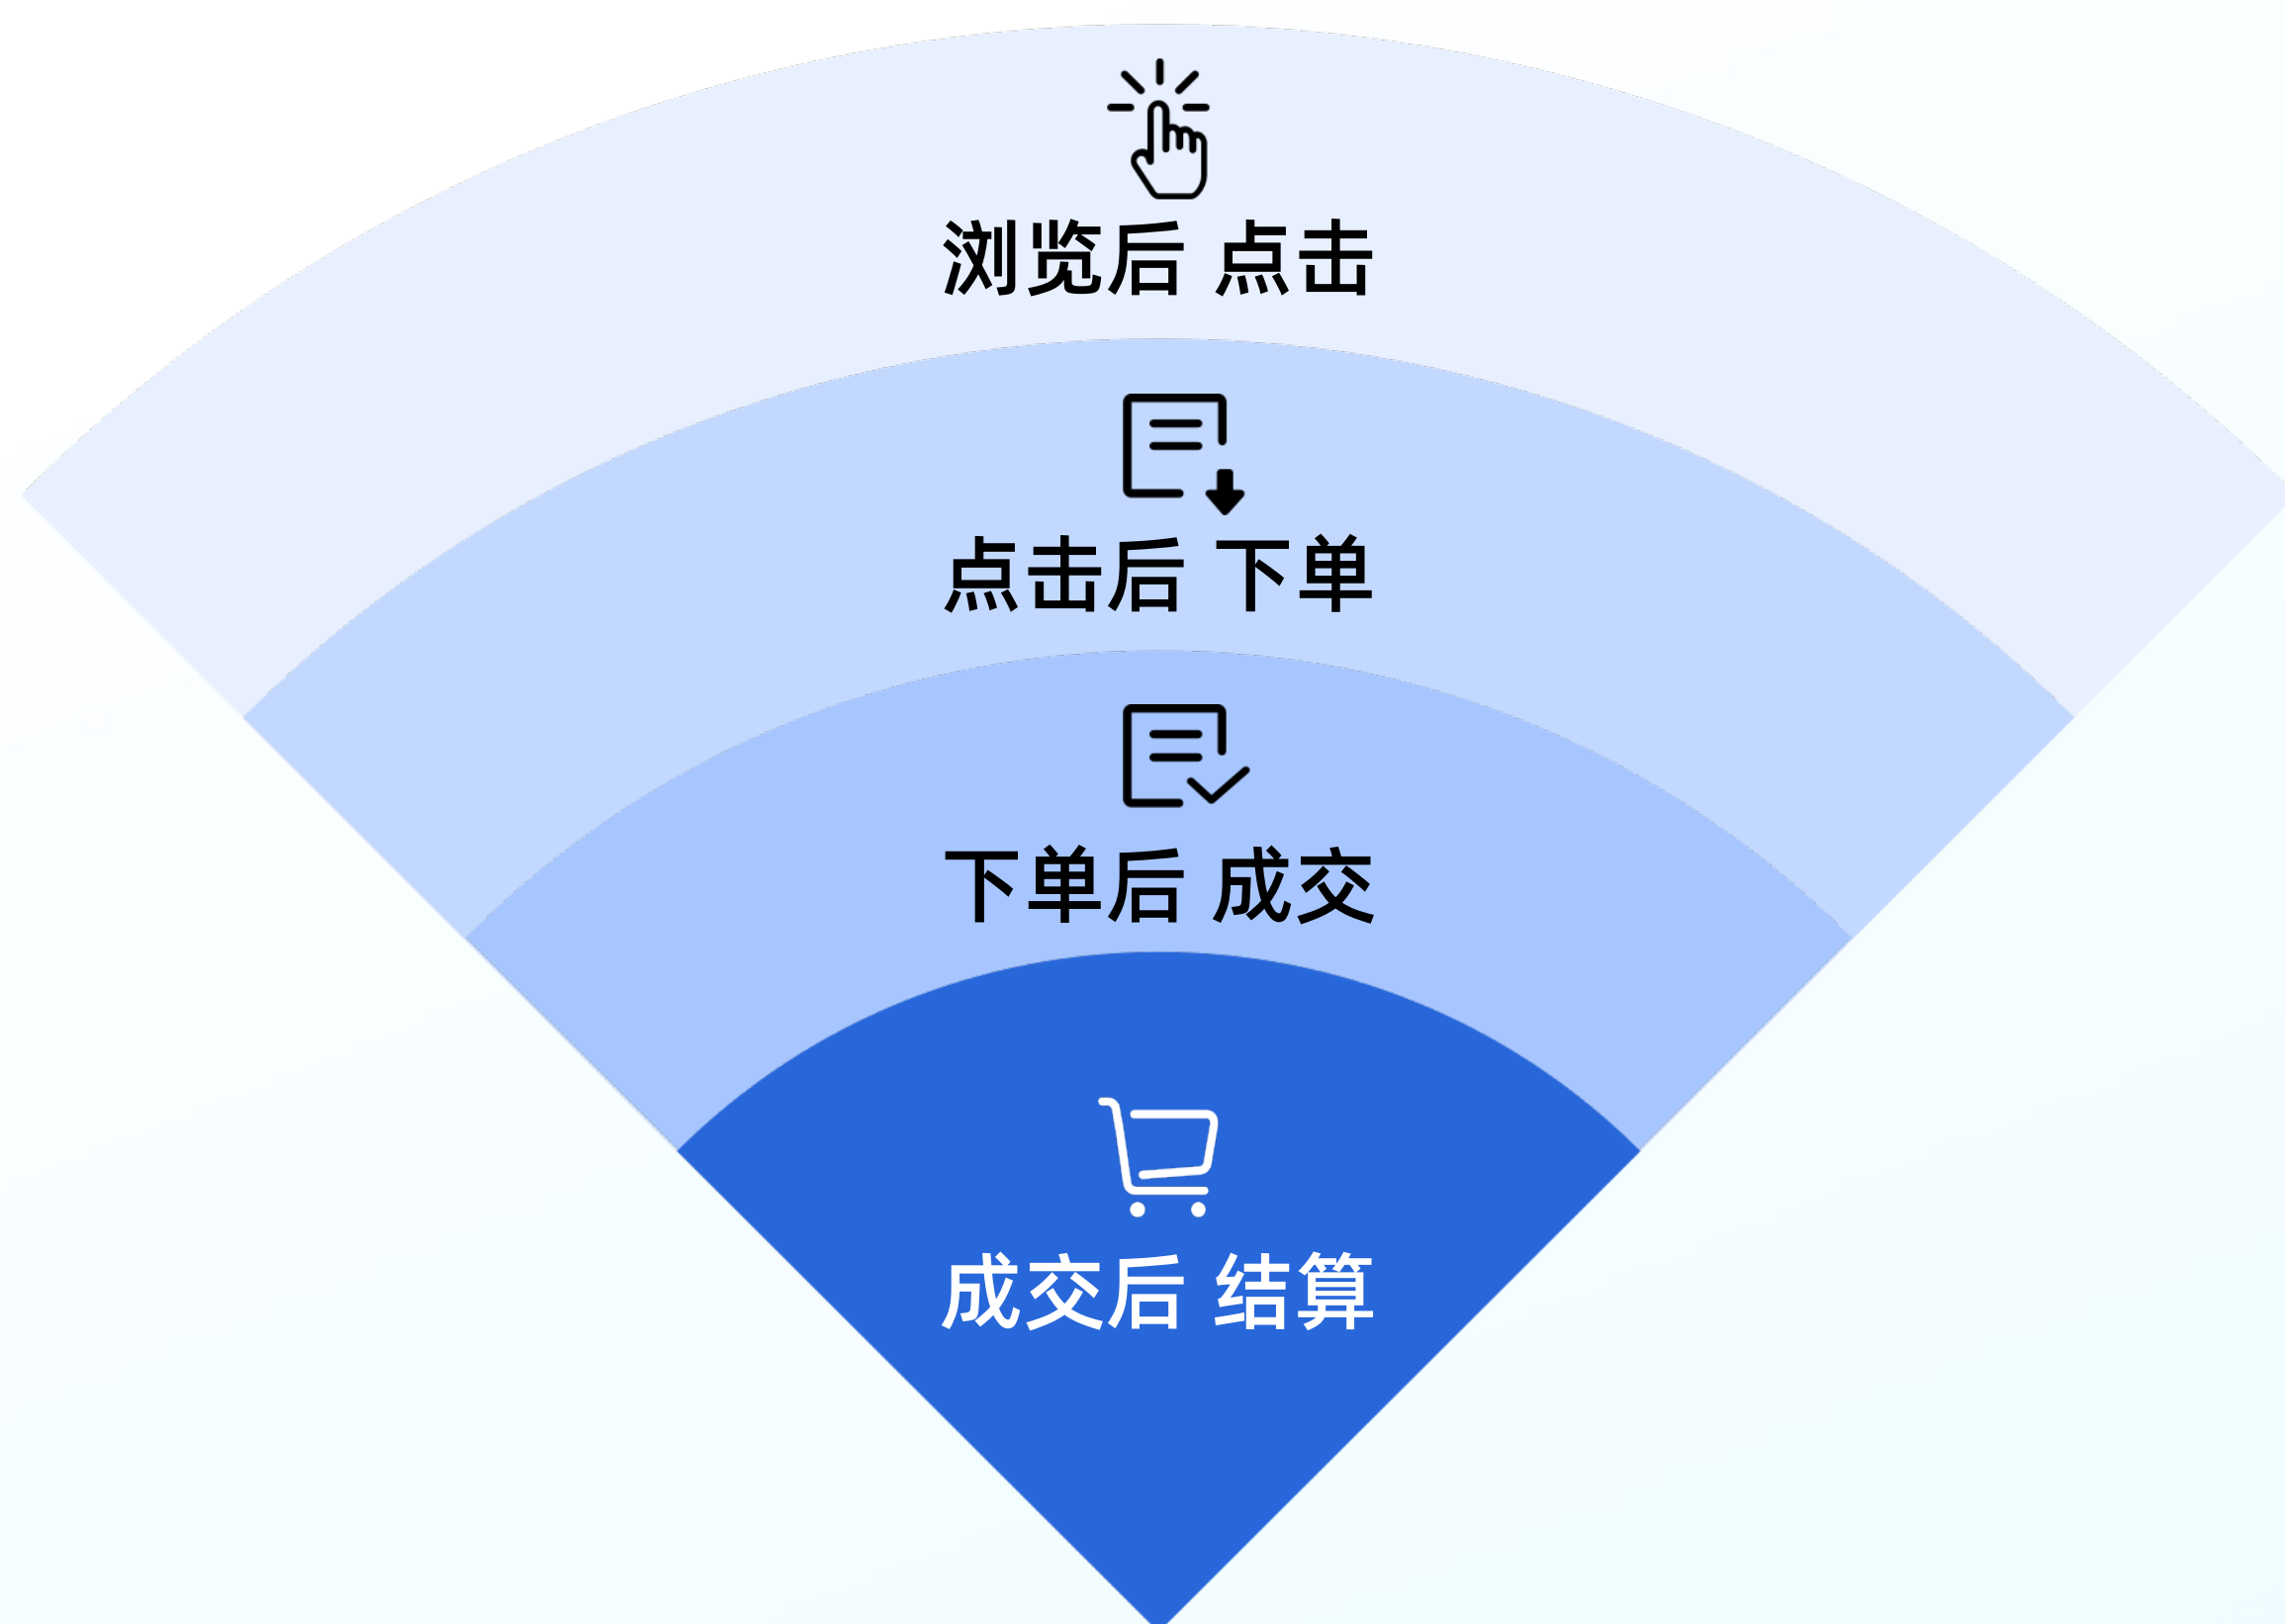 浏览后 点击
点击后 下单
下单后 成交
成交后 结算